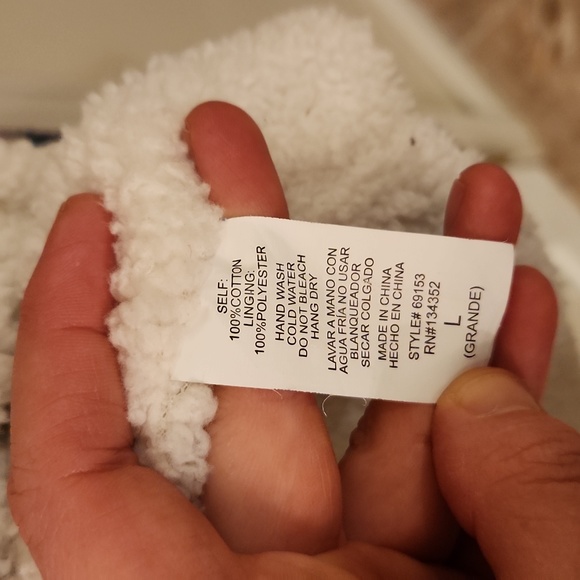 SELF:
100%COTTON
LINGING:
100%POLYESTER
HAND WASH
COLD WATER
DO NOT BLEACH
HANG DRY
LAVAR A MANO CON
AGUA FRIA NO USAR
BLANQUEADOR
SECAR COLGADO
MADE IN CHINA
HECHO EN CHINA
STYLE# 69153
RN#134352
L
(GRANDE)